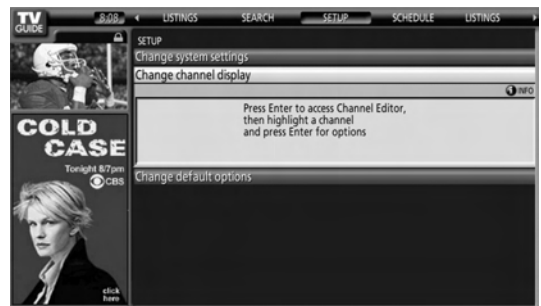 TV
GUIDE
8:08
LISTINGS SEARCH SETUP SCHEDULE LISTINGS
SETUP
Change system settings
Change channel display
i INFO
Press Enter to access Channel Editor,
then highlight a channel
and press Enter for options
Change default options
COLD
CASE
Tonight 8/7pm
CBS
click
here